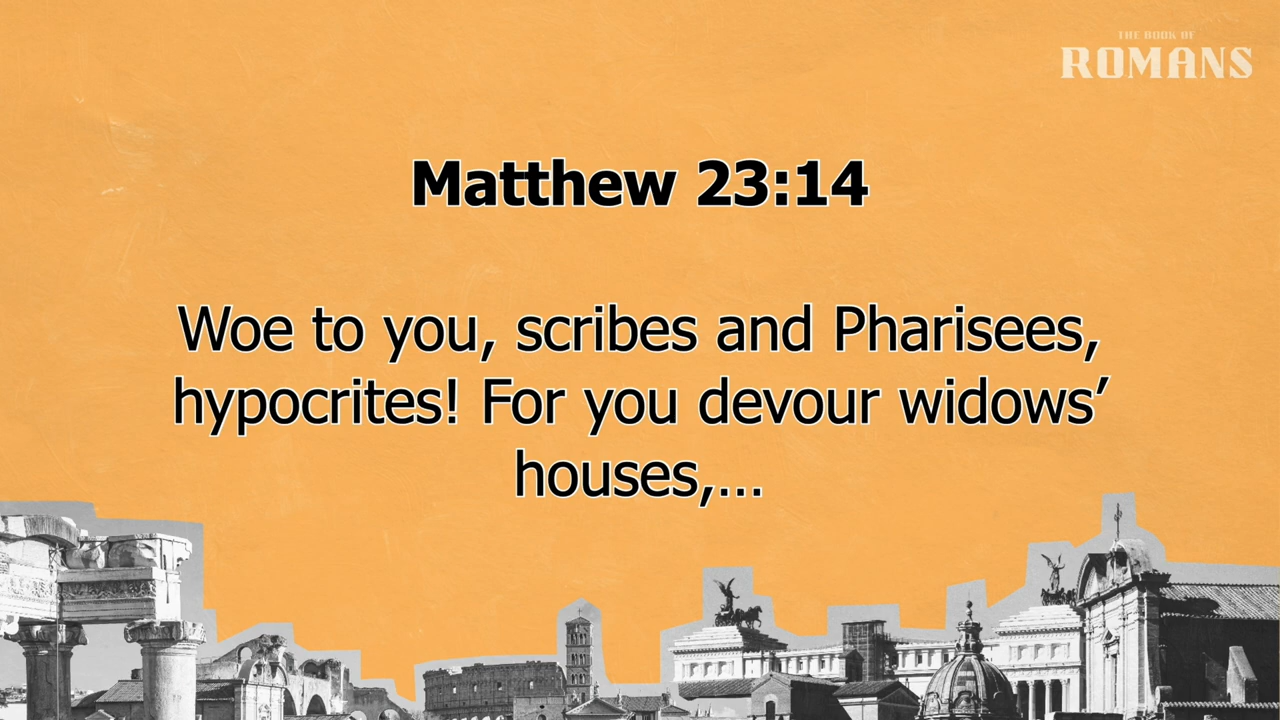 THE BOOK OF
ROMANS
Matthew 23:14
Woe to you, scribes and Pharisees,
hypocrites! For you devour widows’
houses,…